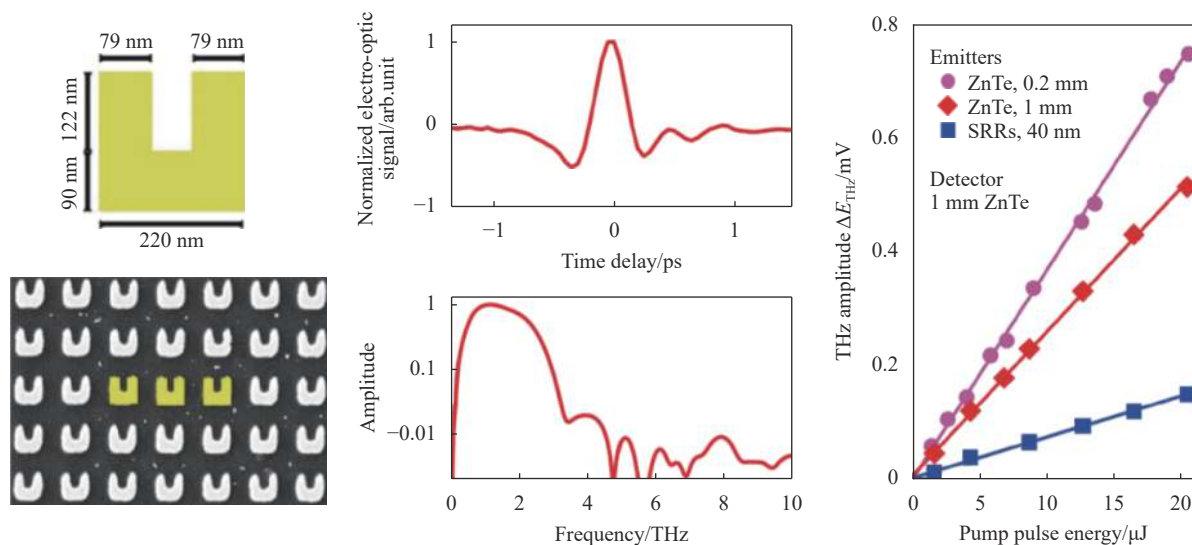 79 nm
79 nm
122 nm
90 nm
220 nm
Normalized electro-optic
signal/arb.unit
1
0
−1
−1
0
1
Time delay/ps
Amplitude
1
0.1
−0.01
0
2
4
6
8
10
Frequency/THz
THz amplitude ΔE_THz/mV
0.8
0.6
0.4
0.2
0
Emitters
ZnTe, 0.2 mm
ZnTe, 1 mm
SRRs, 40 nm
Detector
1 mm ZnTe
0
5
10
15
20
Pump pulse energy/μJ